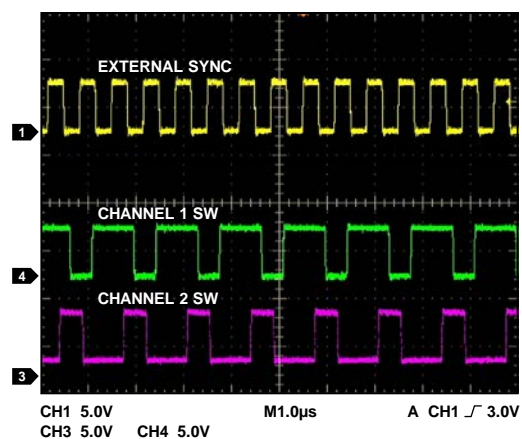 EXTERNAL SYNC
1
CHANNEL 1 SW
4
CHANNEL 2 SW
3
CH1 5.0V M1.0µs A CH1 3.0V
CH3 5.0V CH4 5.0V